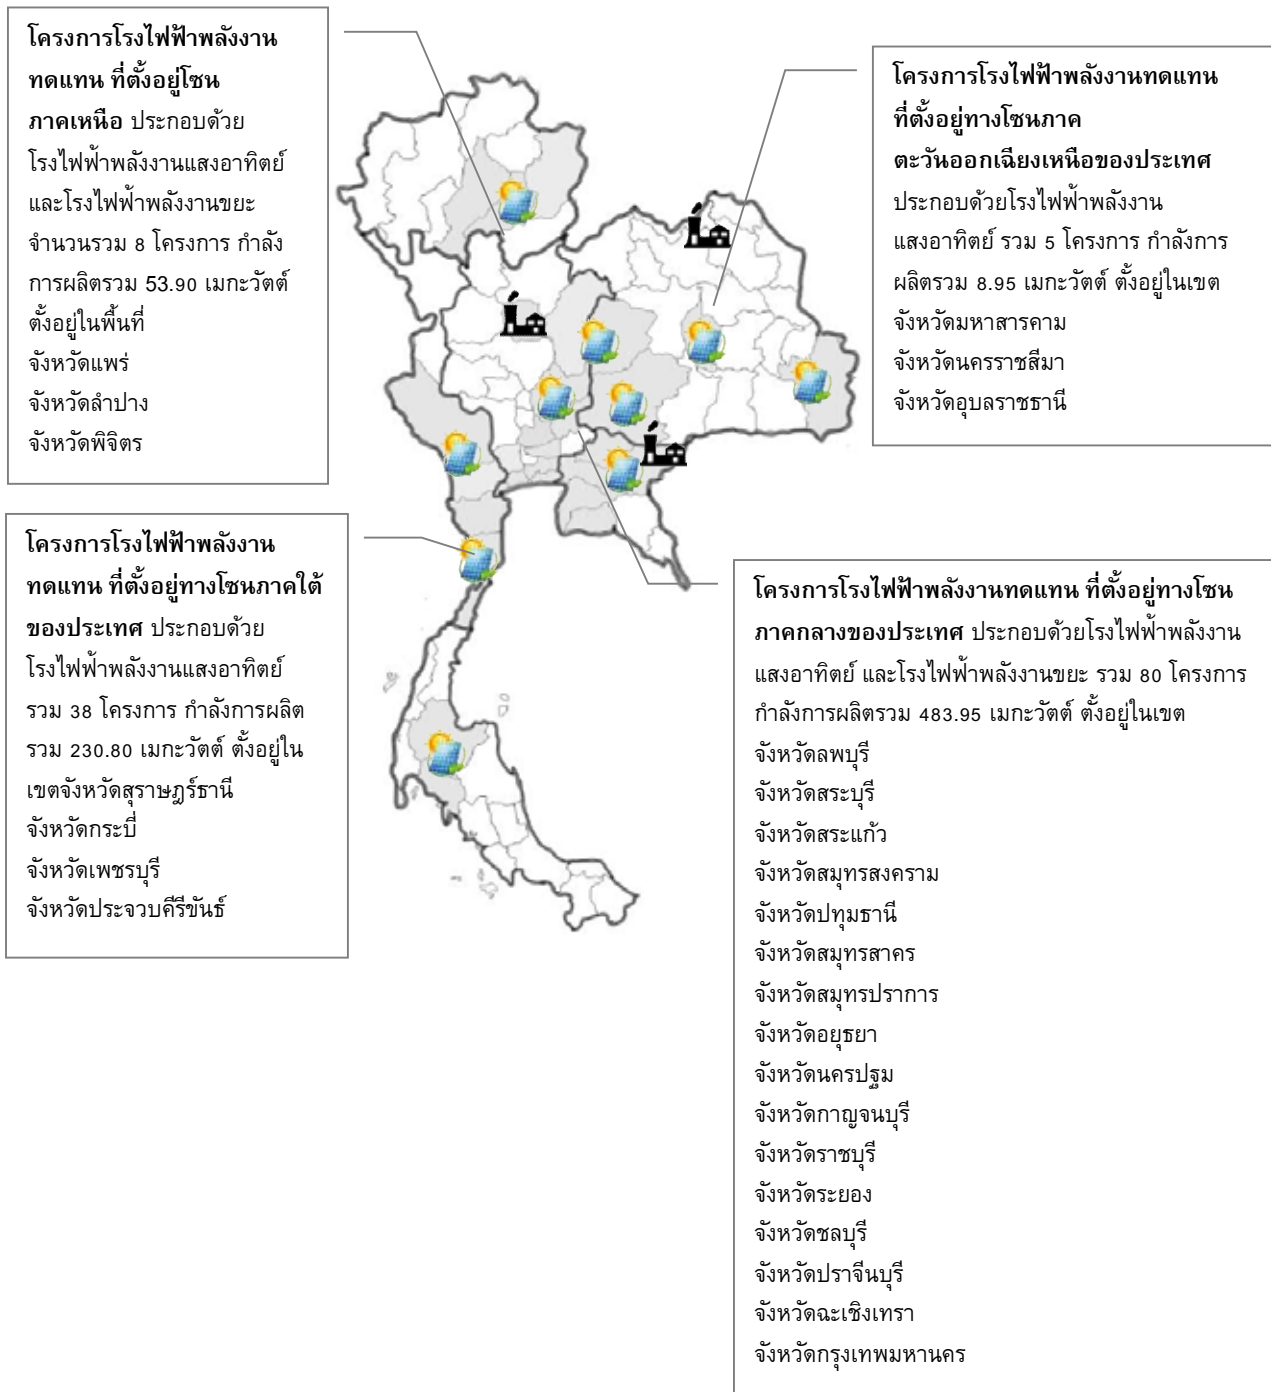 โครงการโรงไฟฟ้าพลังงาน
ทดแทน ที่ตั้งอยู่โซน
ภาคเหนือ ประกอบด้วย
โรงไฟฟ้าพลังงานแสงอาทิตย์
และโรงไฟฟ้าพลังงานขยะ
จำนวนรวม 8 โครงการ กำลัง
การผลิตรวม 53.90 เมกะวัตต์
ตั้งอยู่ในพื้นที่
จังหวัดแพร่
จังหวัดลำปาง
จังหวัดพิจิตร
โครงการโรงไฟฟ้าพลังงานทดแทน
ที่ตั้งอยู่ทางโซนภาค
ตะวันออกเฉียงเหนือของประเทศ
ประกอบด้วยโรงไฟฟ้าพลังงาน
แสงอาทิตย์ รวม 5 โครงการ กำลังการ
ผลิตรวม 8.95 เมกะวัตต์ ตั้งอยู่ในเขต
จังหวัดมหาสารคาม
จังหวัดนครราชสีมา
จังหวัดอุบลราชธานี
โครงการโรงไฟฟ้าพลังงาน
ทดแทน ที่ตั้งอยู่ทางโซนภาคใต้
ของประเทศ ประกอบด้วย
โรงไฟฟ้าพลังงานแสงอาทิตย์
รวม 38 โครงการ กำลังการผลิต
รวม 230.80 เมกะวัตต์ ตั้งอยู่ใน
เขตจังหวัดสุราษฎร์ธานี
จังหวัดกระบี่
จังหวัดเพชรบุรี
จังหวัดประจวบคีรีขันธ์
โครงการโรงไฟฟ้าพลังงานทดแทน ที่ตั้งอยู่ทางโซน
ภาคกลางของประเทศ ประกอบด้วยโรงไฟฟ้าพลังงาน
แสงอาทิตย์ และโรงไฟฟ้าพลังงานขยะ รวม 80 โครงการ
กำลังการผลิตรวม 483.95 เมกะวัตต์ ตั้งอยู่ในเขต
จังหวัดลพบุรี
จังหวัดสระบุรี
จังหวัดสระแก้ว
จังหวัดสมุทรสงคราม
จังหวัดปทุมธานี
จังหวัดสมุทรสาคร
จังหวัดสมุทรปราการ
จังหวัดอยุธยา
จังหวัดนครปฐม
จังหวัดกาญจนบุรี
จังหวัดราชบุรี
จังหวัดระยอง
จังหวัดชลบุรี
จังหวัดปราจีนบุรี
จังหวัดฉะเชิงเทรา
จังหวัดกรุงเทพมหานคร